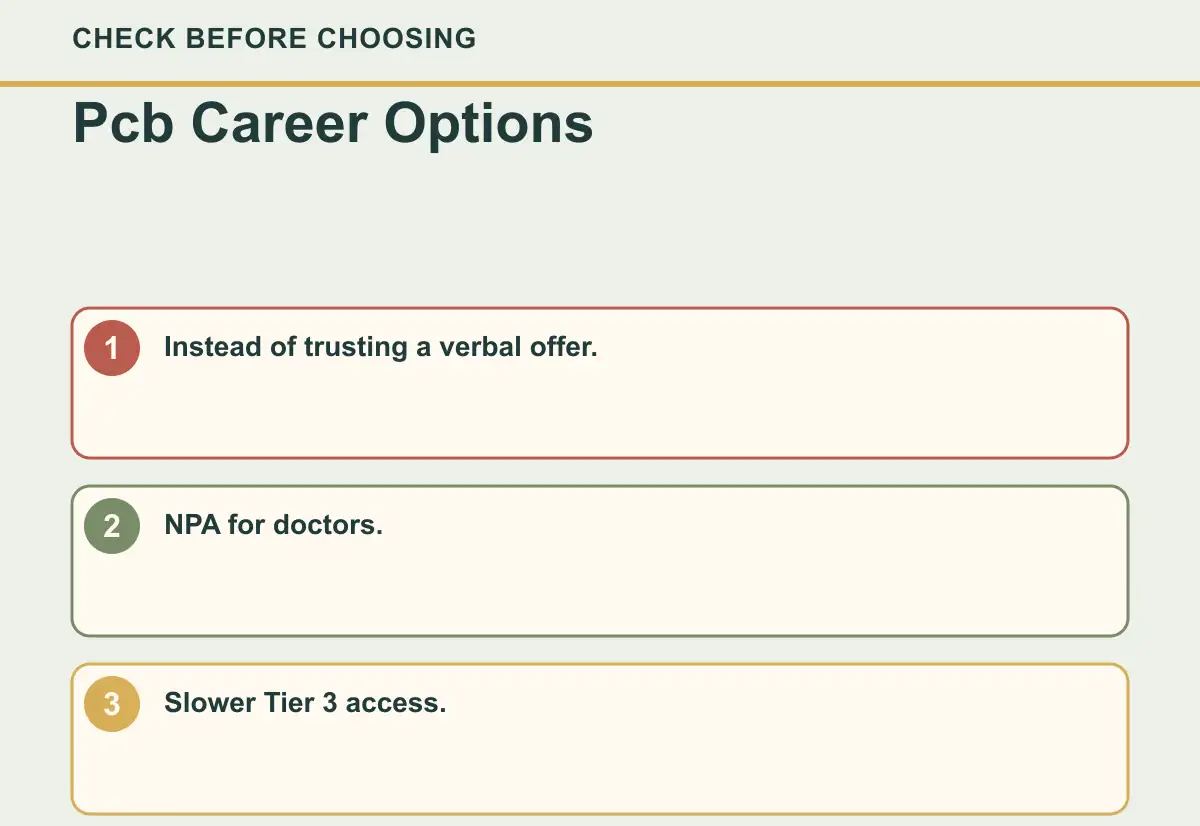 CHECK BEFORE CHOOSING
Pcb Career Options
1 Instead of trusting a verbal offer.
2 NPA for doctors.
3 Slower Tier 3 access.